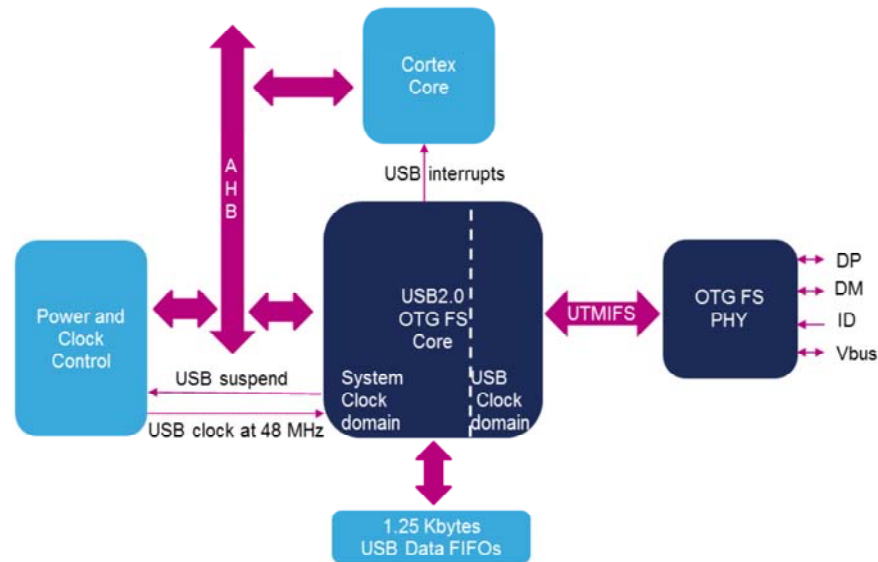 Cortex
Core
A
H
B
USB interrupts
Power and
Clock
Control
USB2.0
OTG FS
Core
UTMIFS
OTG FS
PHY
DP
DM
ID
Vbus
USB suspend
System
Clock
domain
USB
Clock
domain
USB clock at 48 MHz
1.25 Kbytes
USB Data FIFOs